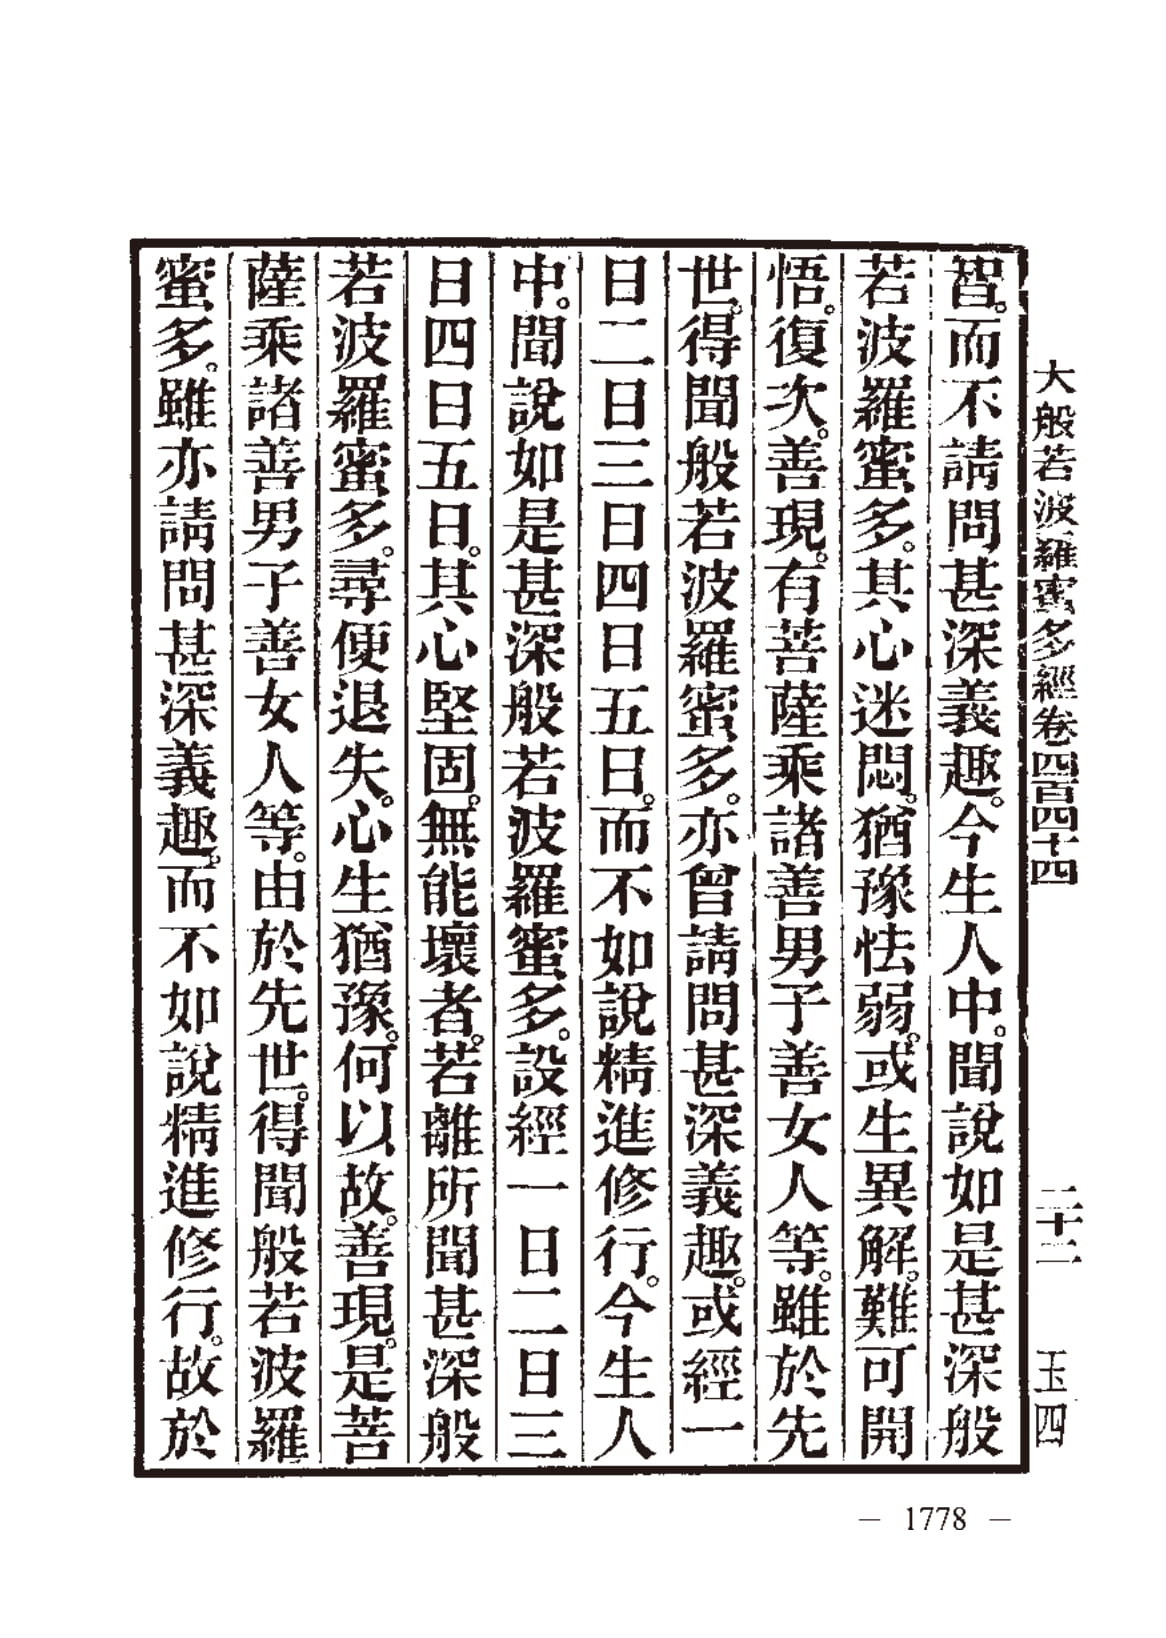 大般若波羅蜜多經卷四百四十四　二十二　玉四
智。而不請問甚深義趣。今生人中。聞說如是甚深般
若波羅蜜多。其心迷悶。猶豫怯弱。或生異解。難可開
悟。復次。善現。有菩薩乘諸善男子善女人等。雖於先
世。得聞般若波羅蜜多。亦曾請問甚深義趣。或經一
日二日三日四日五日。而不如說精進修行。今生人
中。聞說如是甚深般若波羅蜜多。設經一日二日三
日四日五日。其心堅固。無能壞者。若離所聞甚深般
若波羅蜜多。尋便退失。心生猶豫。何以故。善現。是菩
薩乘諸善男子善女人等。由於先世。得聞般若波羅
蜜多。雖亦請問甚深義趣。而不如說精進修行。故於
— 1778 —